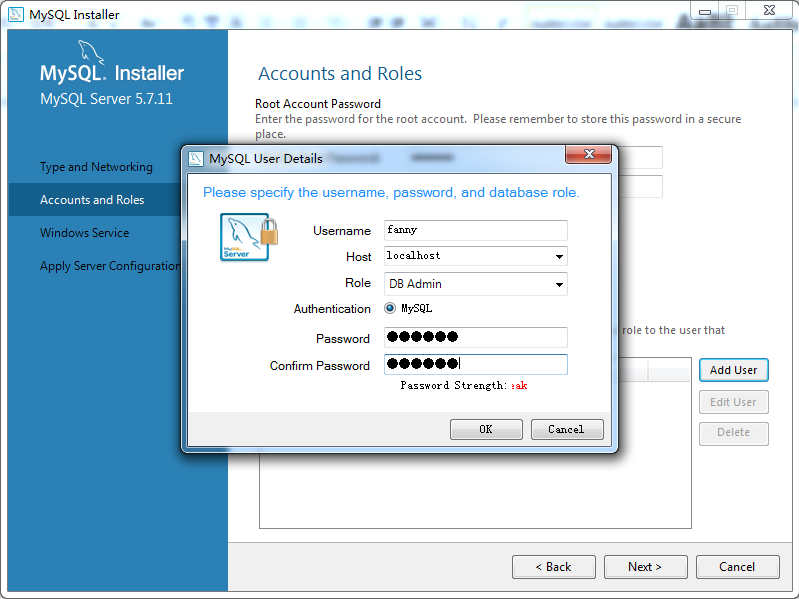 MySQL Installer
MySQL. Installer
MySQL Server 5.7.11
Type and Networking
Accounts and Roles
Windows Service
Apply Server Configuration
Accounts and Roles
Root Account Password
Enter the password for the root account. Please remember to store this password in a secure
place.
MySQL User Details
Please specify the username, password, and database role.
MySQL
Server
Username
fanny
Host
localhost
Role
DB Admin
Authentication
MySQL
Password
●●●●●●
Confirm Password
●●●●●●
Password Strength: eak
OK
Cancel
role to the user that
Add User
Edit User
Delete
< Back
Next >
Cancel